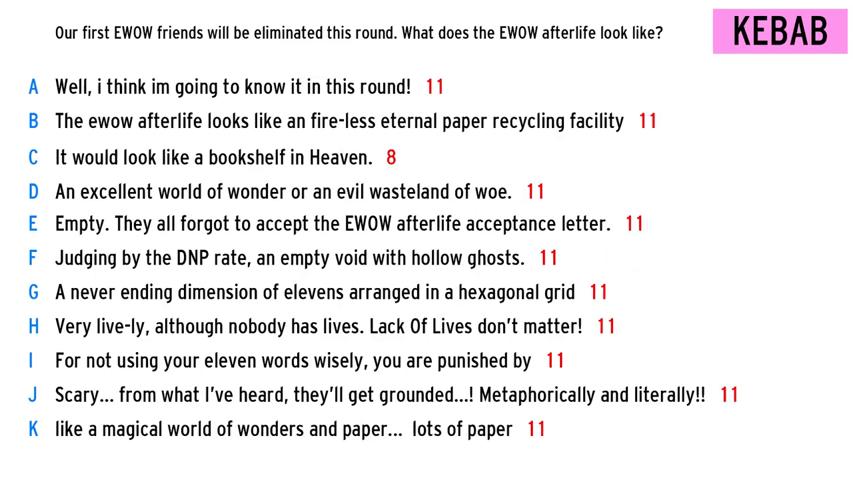 Our first EWOW friends will be eliminated this round. What does the EWOW afterlife look like?
KEBAB
A Well, i think im going to know it in this round! 11
B The ewow afterlife looks like an fire-less eternal paper recycling facility 11
C It would look like a bookshelf in Heaven. 8
D An excellent world of wonder or an evil wasteland of woe. 11
E Empty. They all forgot to accept the EWOW afterlife acceptance letter. 11
F Judging by the DNP rate, an empty void with hollow ghosts. 11
G A never ending dimension of elevens arranged in a hexagonal grid 11
H Very live-ly, although nobody has lives. Lack Of Lives don't matter! 11
I For not using your eleven words wisely, you are punished by 11
J Scary... from what I've heard, they'll get grounded...! Metaphorically and literally!! 11
K like a magical world of wonders and paper... lots of paper 11